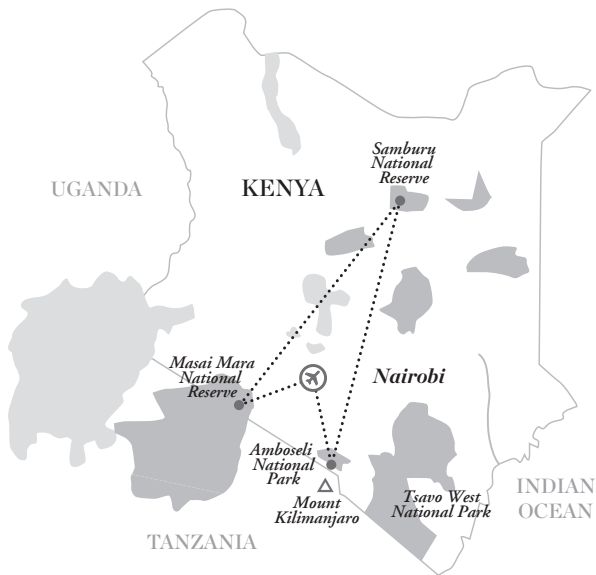 Samburu
National
Reserve
UGANDA
KENYA
Masai Mara
National
Reserve
Nairobi
Amboseli
National
Park
Mount
Kilimanjaro
Tsavo West
National Park
INDIAN
OCEAN
TANZANIA